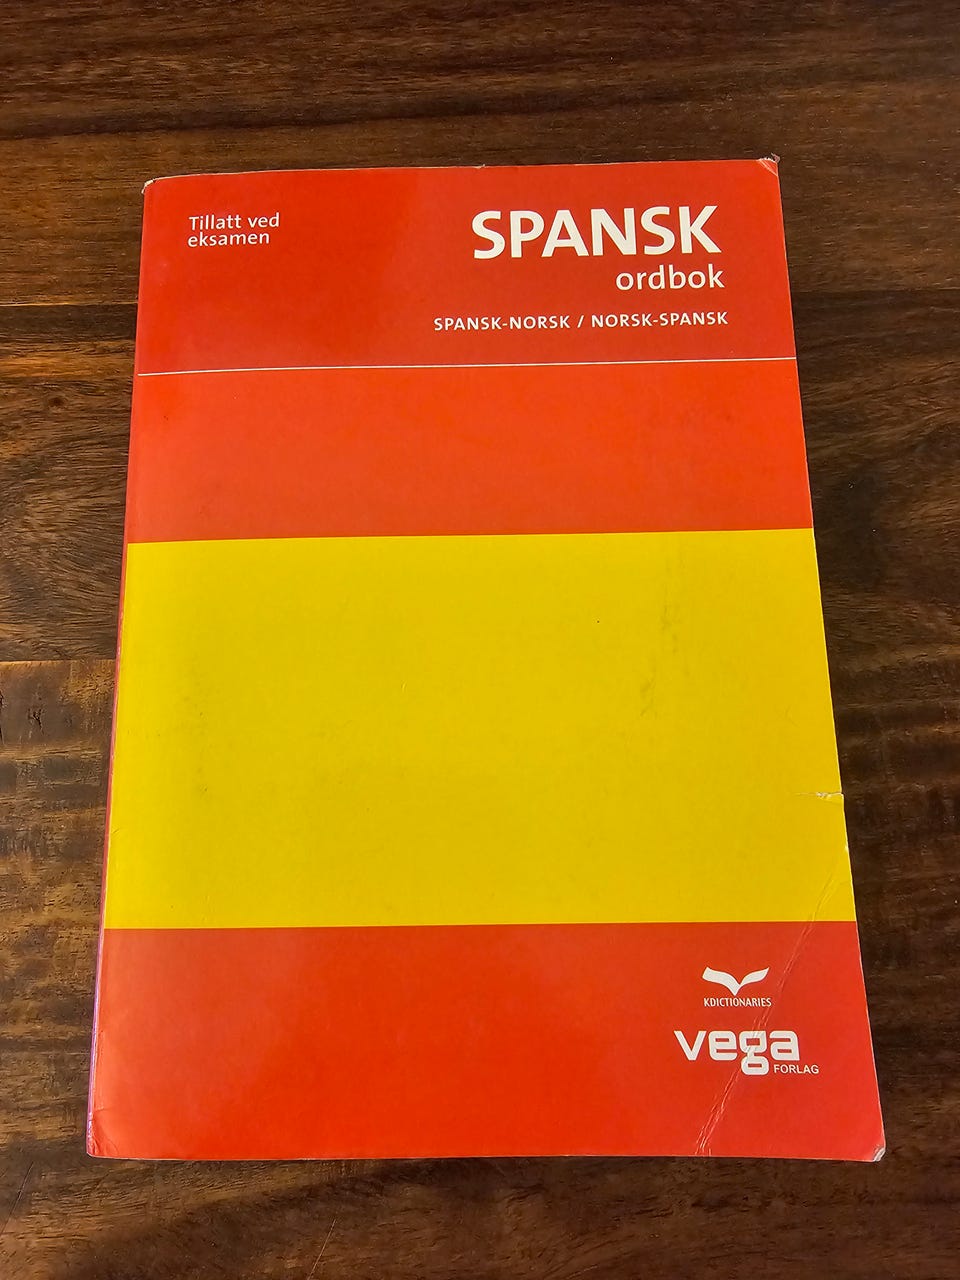 Tillatt ved
eksamen
SPANSK
ordbok
SPANSK-NORSK / NORSK-SPANSK
KDICTIONARIES
vega
FORLAG